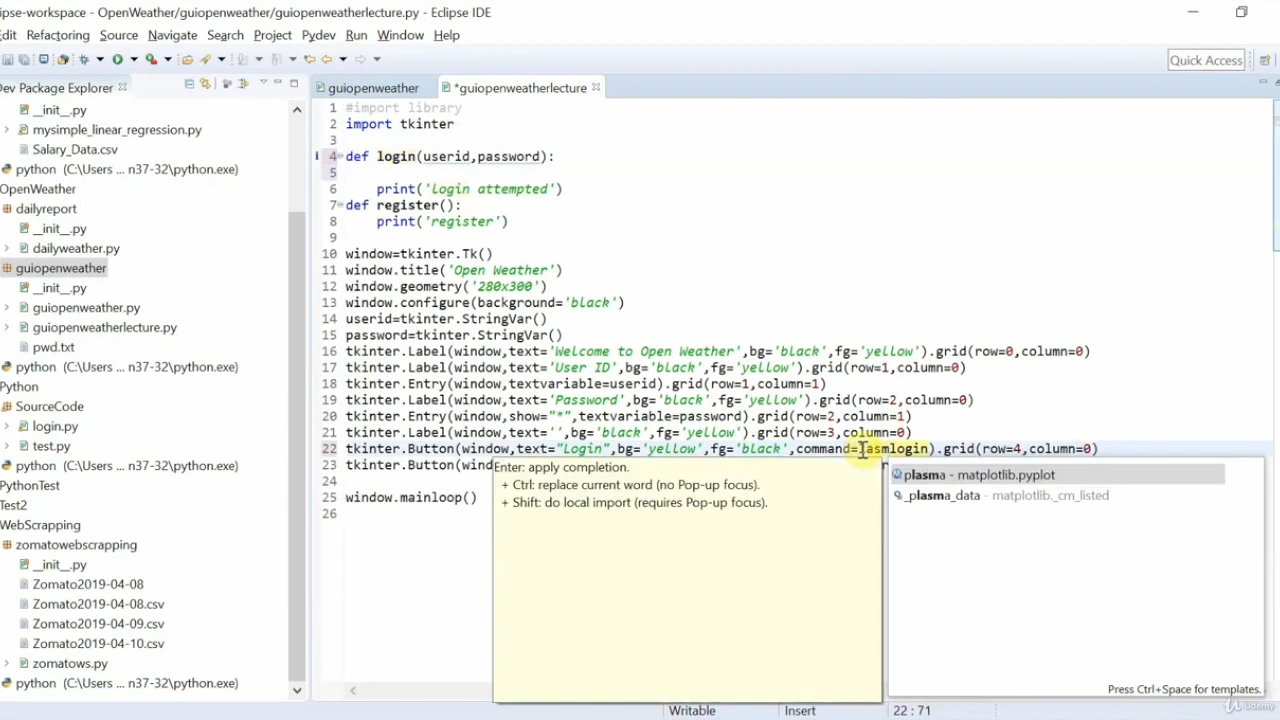 ipse-workspace - OpenWeather/guiopenweather/guiopenweatherlecture.py - Eclipse IDE
Edit Refactoring Source Navigate Search Project Pydev Run Window Help
Quick Access
Dev Package Explorer
guiopenweather
*guiopenweatherlecture
__init__.py
mysimple_linear_regression.py
Salary_Data.csv
python (C:\Users ... n37-32\python.exe)
OpenWeather
dailyreport
__init__.py
dailyweather.py
guiopenweather
__init__.py
guiopenweather.py
guiopenweatherlecture.py
pwd.txt
python (C:\Users ... n37-32\python.exe)
Python
SourceCode
login.py
test.py
python (C:\Users ... n37-32\python.exe)
PythonTest
Test2
WebScrapping
zomatowebscrapping
__init__.py
Zomato2019-04-08
Zomato2019-04-08.csv
Zomato2019-04-09.csv
Zomato2019-04-10.csv
zomatows.py
python (C:\Users ... n37-32\python.exe)
1 #import library
2 import tkinter
3
4 def login(userid,password):
5
6 print('login attempted')
7 def register():
8 print('register')
9
10 window=tkinter.Tk()
11 window.title('Open Weather')
12 window.geometry('280x300')
13 window.configure(background='black')
14 userid=tkinter.StringVar()
15 password=tkinter.StringVar()
16 tkinter.Label(window,text='Welcome to Open Weather',bg='black',fg='yellow').grid(row=0,column=0)
17 tkinter.Label(window,text='User ID',bg='black',fg='yellow').grid(row=1,column=0)
18 tkinter.Entry(window,textvariable=userid).grid(row=1,column=1)
19 tkinter.Label(window,text='Password',bg='black',fg='yellow').grid(row=2,column=0)
20 tkinter.Entry(window,show="*",textvariable=password).grid(row=2,column=1)
21 tkinter.Label(window,text='',bg='black',fg='yellow').grid(row=3,column=0)
22 tkinter.Button(window,text="Login",bg='yellow',fg='black',command=lasmlogin).grid(row=4,column=0)
23 tkinter.Button(wind
24
25 window.mainloop()
26
Enter: apply completion.
+ Ctrl: replace current word (no Pop-up focus).
+ Shift: do local import (requires Pop-up focus).
plasma - matplotlib.pyplot
_plasma_data - matplotlib._cm_listed
Press Ctrl+Space for templates.
Writable Insert 22 : 71
Udemy